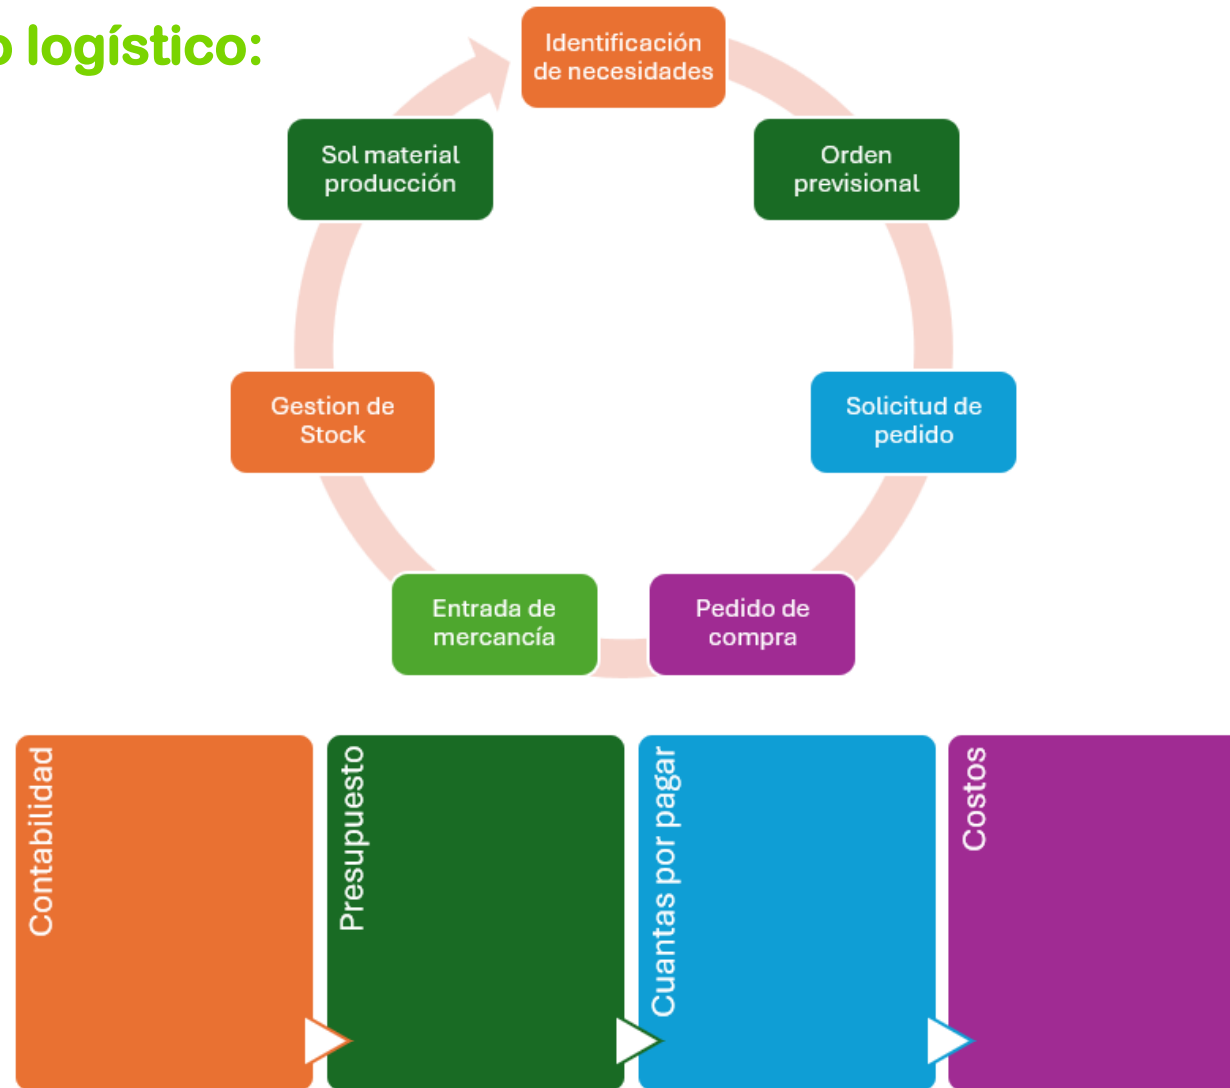 o logístico:
Identificación
de necesidades
Orden
previsional
Solicitud de
pedido
Pedido de
compra
Entrada de
mercancía
Gestion de
Stock
Sol material
producción
Contabilidad
Presupuesto
Cuantas por pagar
Costos